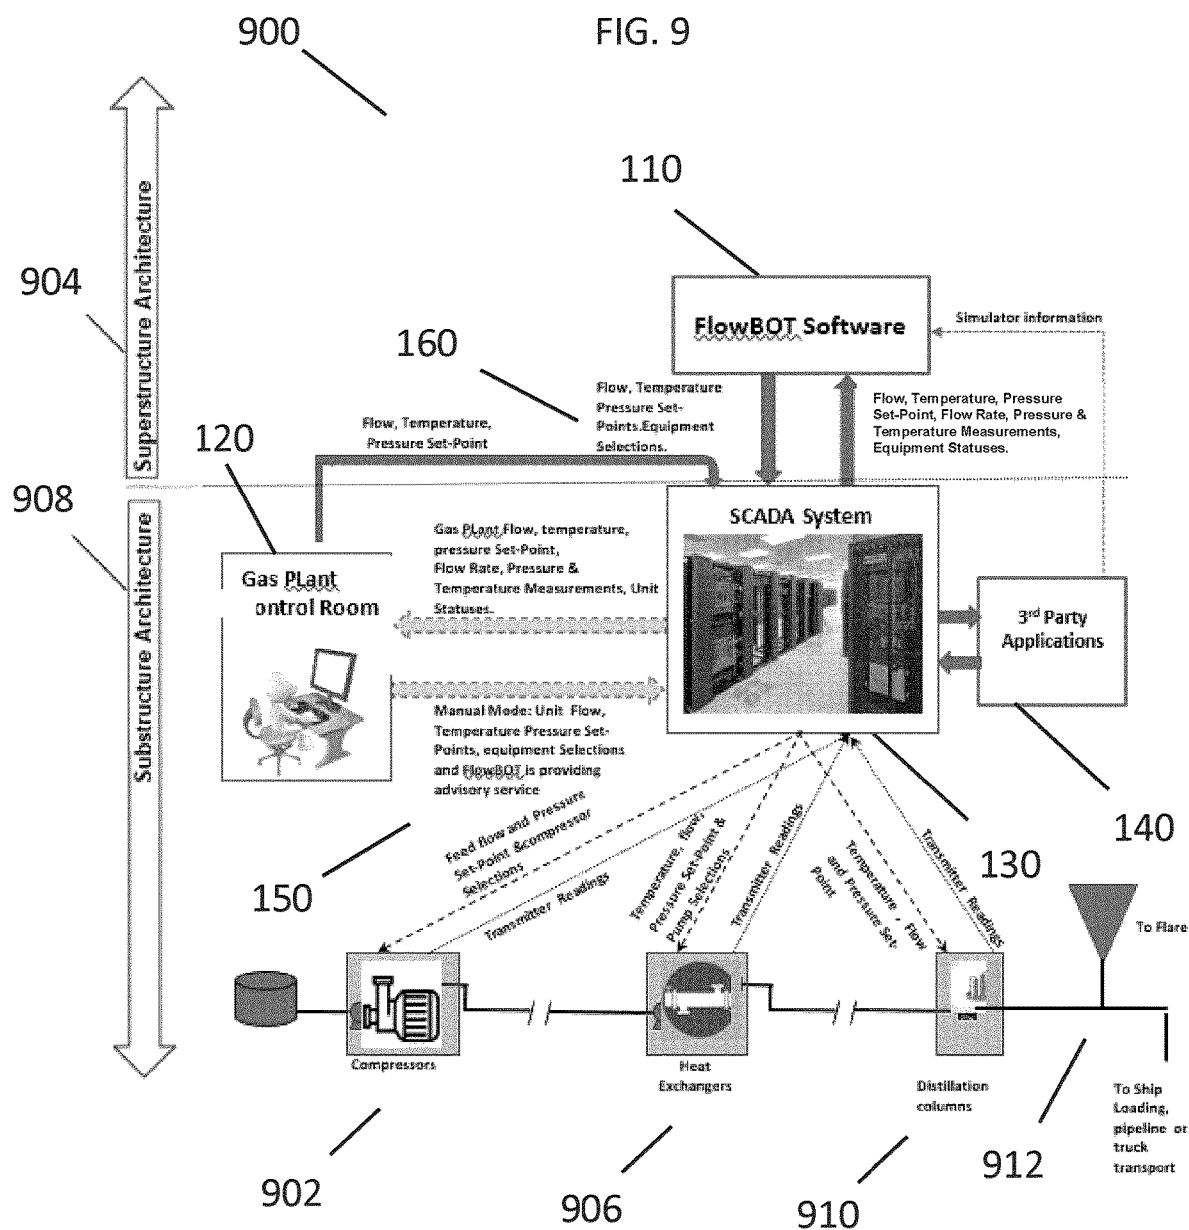 900
FIG. 9
110
904
Superstructure Architecture
FlowBOT Software
Simulator information
160
Flow, Temperature
Pressure Set-
Points.Equipment
Selections.
Flow, Temperature, Pressure
Set-Point, Flow Rate, Pressure &
Temperature Measurements,
Equipment Statuses.
Flow, Temperature,
Pressure Set-Point
120
908
Substructure Architecture
SCADA System
Gas PLant
ontrol Room
Gas PLant Flow, temperature,
pressure Set-Point,
Flow Rate, Pressure &
Temperature Measurements, Unit
Statuses.
3rd Party
Applications
Manual Mode: Unit Flow,
Temperature Pressure Set-
Points, equipment Selections
and FlowBOT is providing
advisory service
150
Feed flow and Pressure
Set-Point &compressor
Selections
Transmitter Readings
Temperature, flow,
Pressure Set-Point &
Pump Selections
Transmitter Readings
Temperature , Flow
and Pressure Set-
Point
Transmitter Readings
130
140
To Flare
Compressors
Heat
Exchangers
Distillation
columns
To Ship
Loading,
pipeline or
truck
transport
902
906
910
912